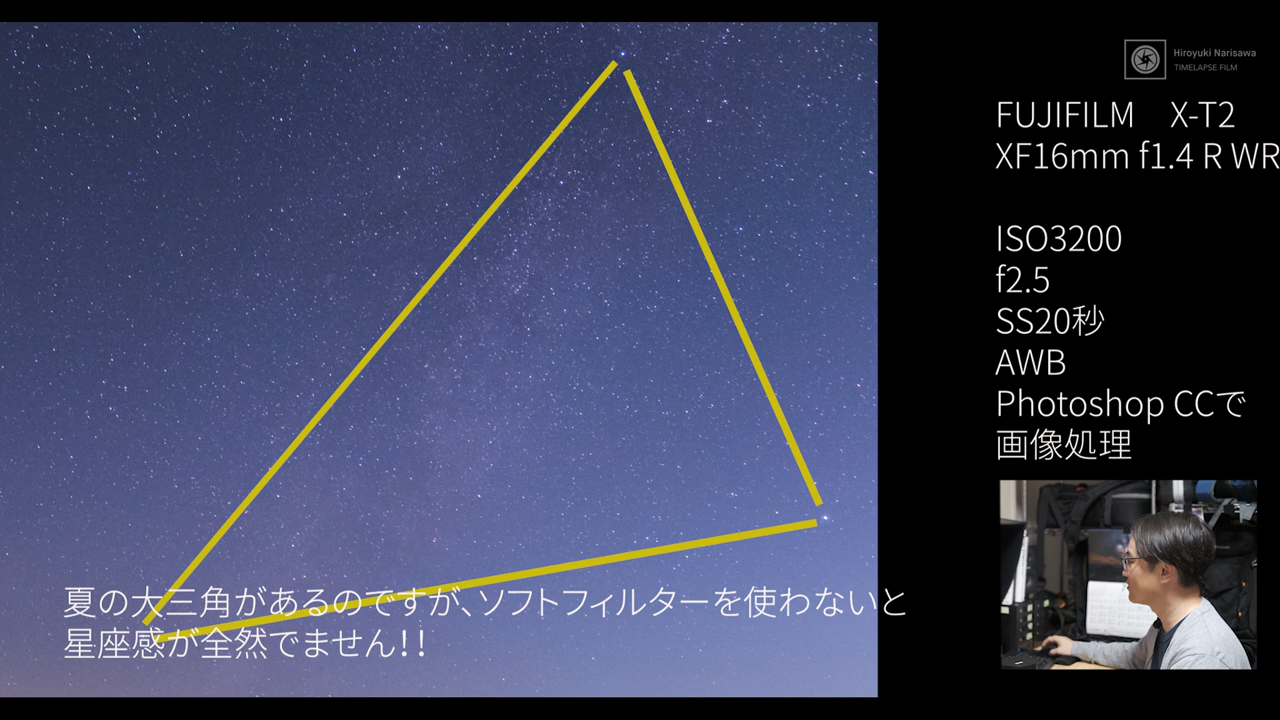 Hiroyuki Narisawa
TIMELAPSE FILM
FUJIFILM　X-T2
XF16mm f1.4 R WR
ISO3200
f2.5
SS20秒
AWB
Photoshop CCで
画像処理
夏の大三角があるのですが、ソフトフィルターを使わないと
星座感が全然でません！！